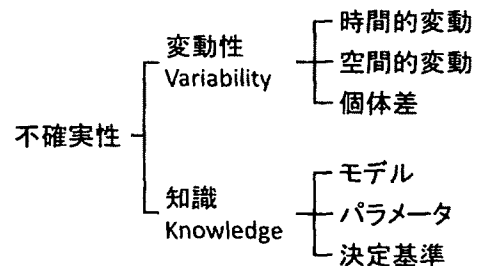 不確実性
変動性
Variability
時間的変動
空間的変動
個体差
知識
Knowledge
モデル
パラメータ
決定基準